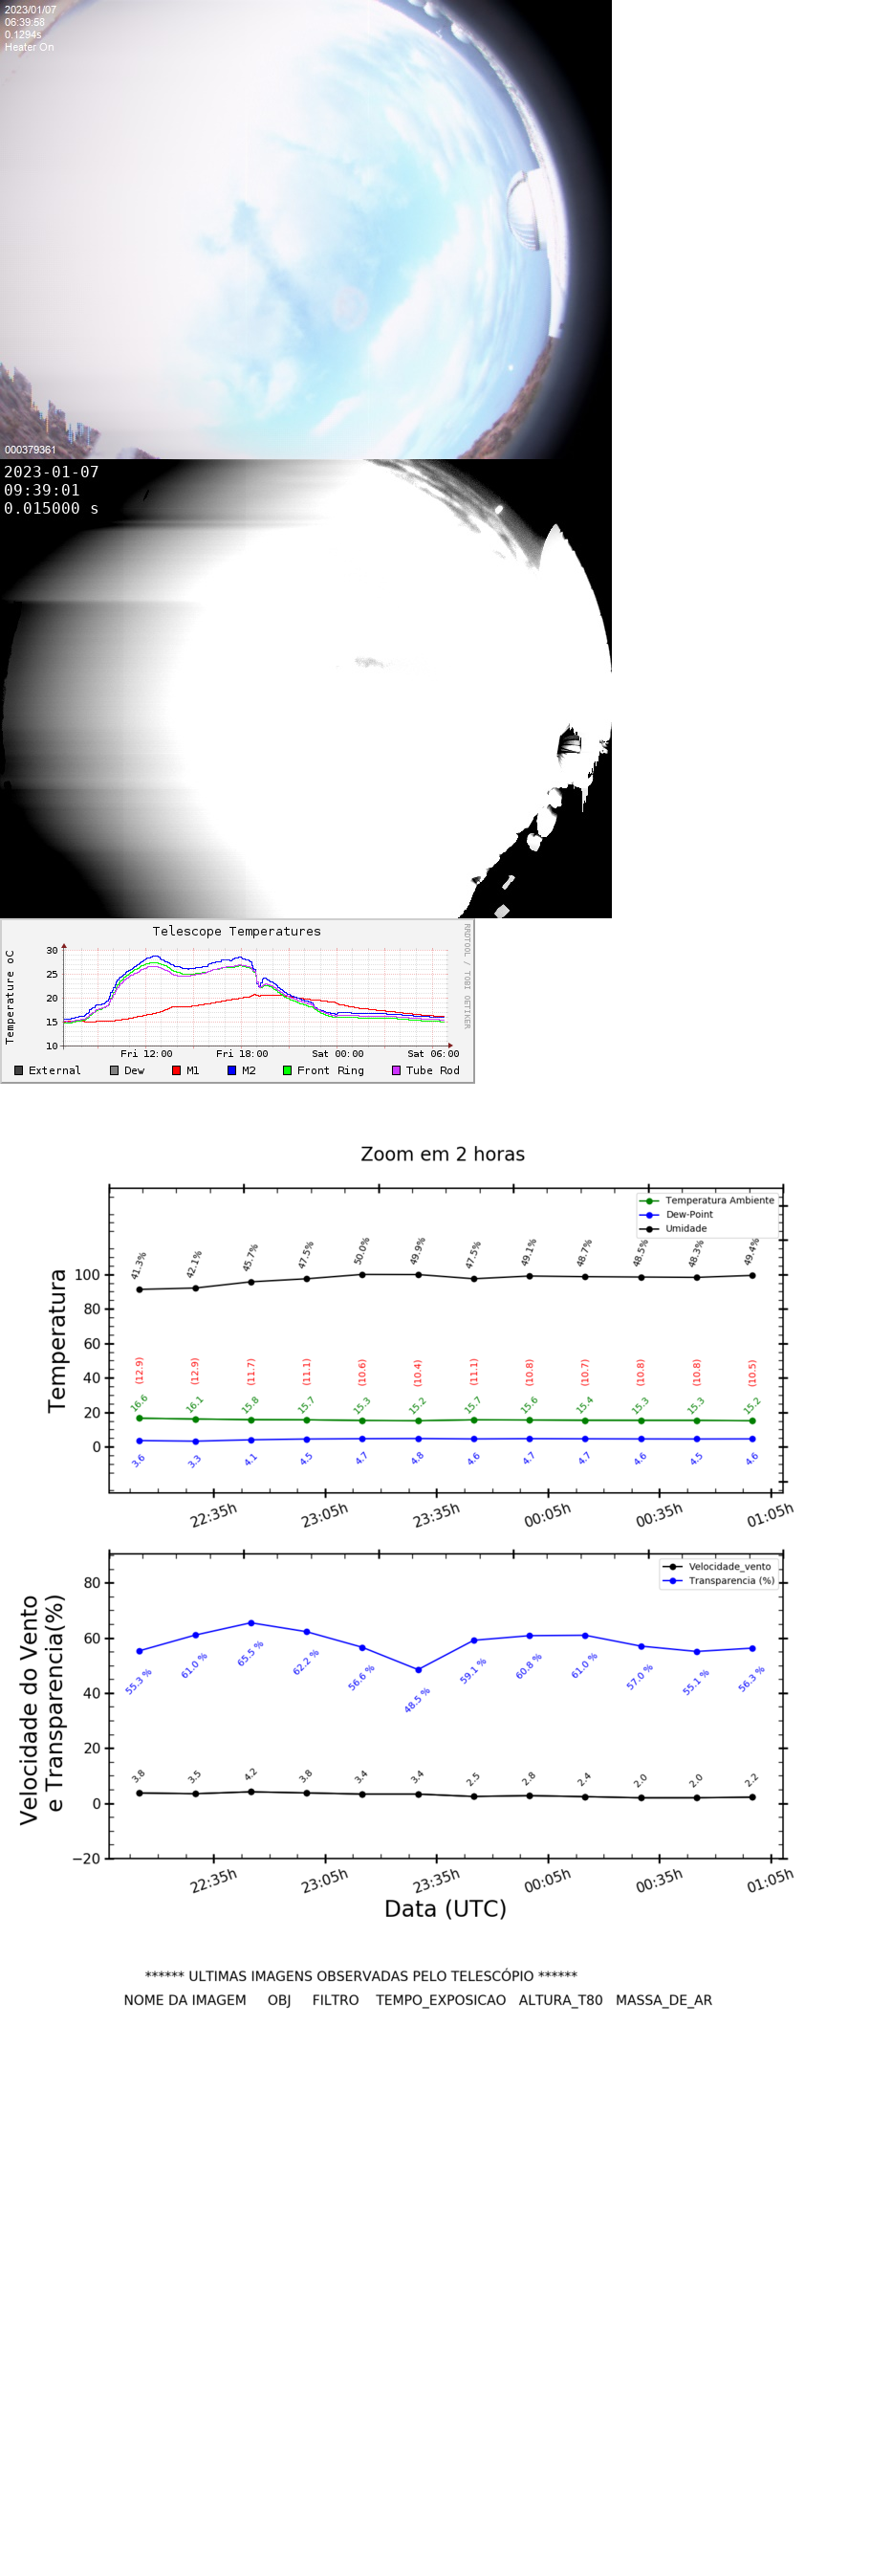 2023/01/07
06:39:58
0.1294s
Heater On
000379361
2023-01-07
09:39:01
0.015000 s
Telescope Temperatures
RRDTOOL / TOBI OETIKER
Temperature oC
30
25
20
15
10
Fri 12:00 Fri 18:00 Sat 00:00 Sat 06:00
External Dew M1 M2 Front Ring Tube Rod
Zoom em 2 horas
Temperatura Ambiente
Dew-Point
Umidade
Temperatura
100
80
60
40
20
0
41.3% 42.1% 45.7% 47.5% 50.0% 49.9% 47.5% 49.1% 48.7% 48.5% 48.3% 49.4%
(12.9) (12.9) (11.7) (11.1) (10.6) (10.4) (11.1) (10.8) (10.7) (10.8) (10.8) (10.5)
16.6 16.1 15.8 15.7 15.3 15.2 15.7 15.6 15.4 15.3 15.3 15.2
3.6 3.3 4.1 4.5 4.7 4.8 4.6 4.7 4.7 4.6 4.5 4.6
22:35h 23:05h 23:35h 00:05h 00:35h 01:05h
Velocidade_vento
Transparencia (%)
Velocidade do Vento
e Transparencia(%)
80
60
40
20
0
−20
55.3 % 61.0 % 65.5 % 62.2 % 56.6 % 48.5 % 59.1 % 60.8 % 61.0 % 57.0 % 55.1 % 56.3 %
3.8 3.5 4.2 3.8 3.4 3.4 2.5 2.8 2.4 2.0 2.0 2.2
22:35h 23:05h 23:35h 00:05h 00:35h 01:05h
Data (UTC)
****** ULTIMAS IMAGENS OBSERVADAS PELO TELESCÓPIO ******
NOME DA IMAGEM OBJ FILTRO TEMPO_EXPOSICAO ALTURA_T80 MASSA_DE_AR